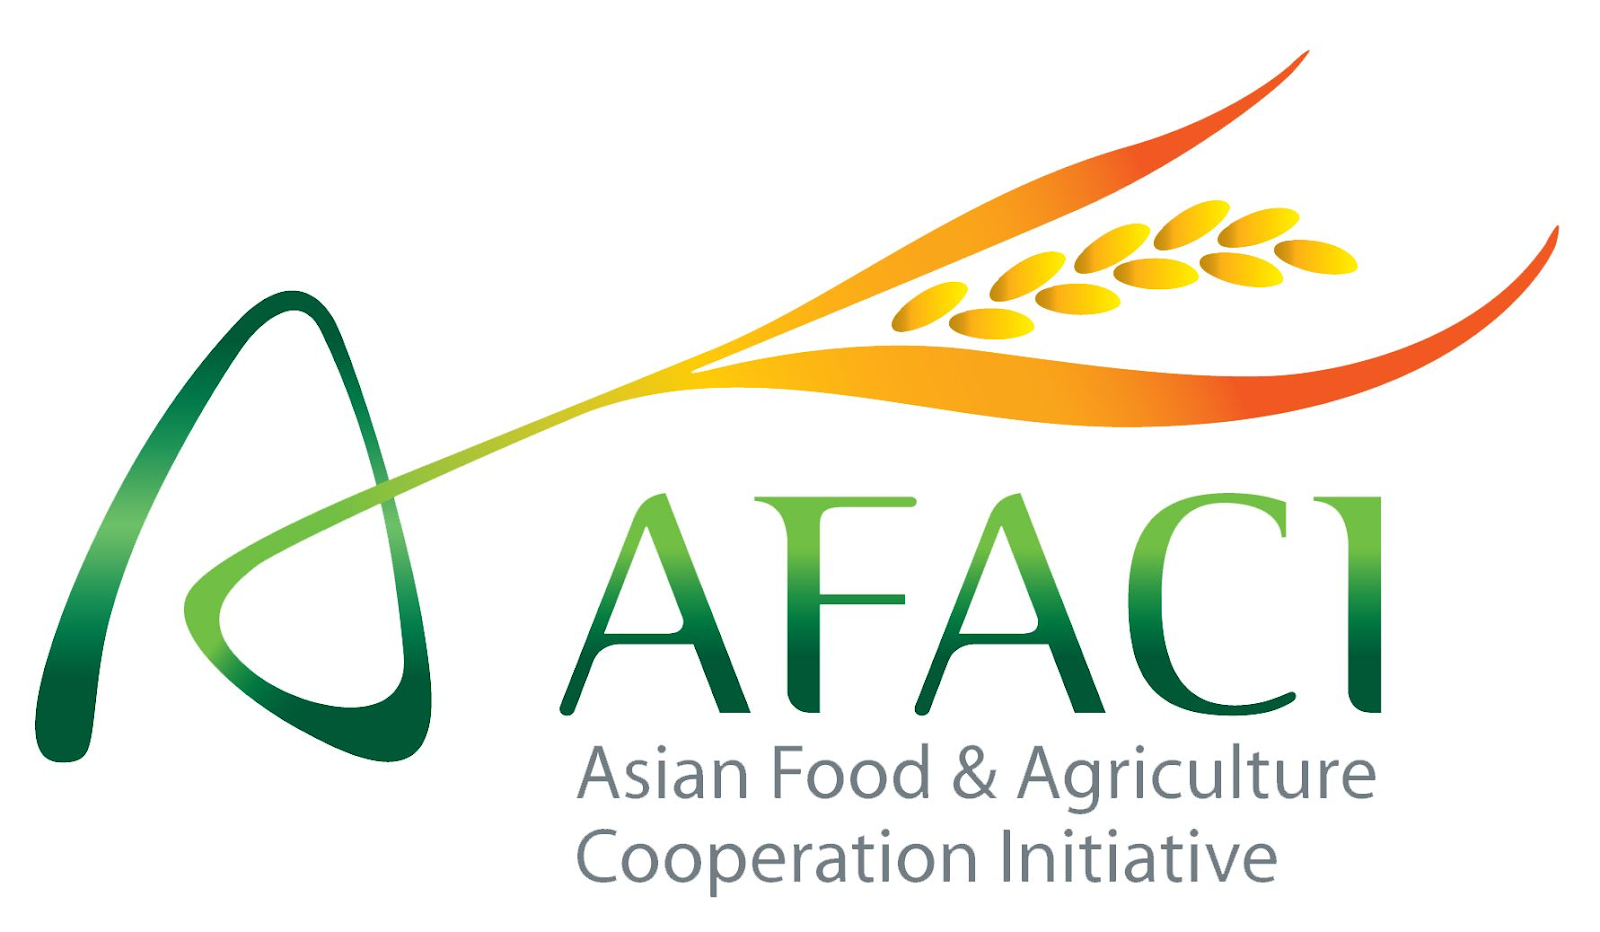 AFACI
Asian Food & Agriculture
Cooperation Initiative